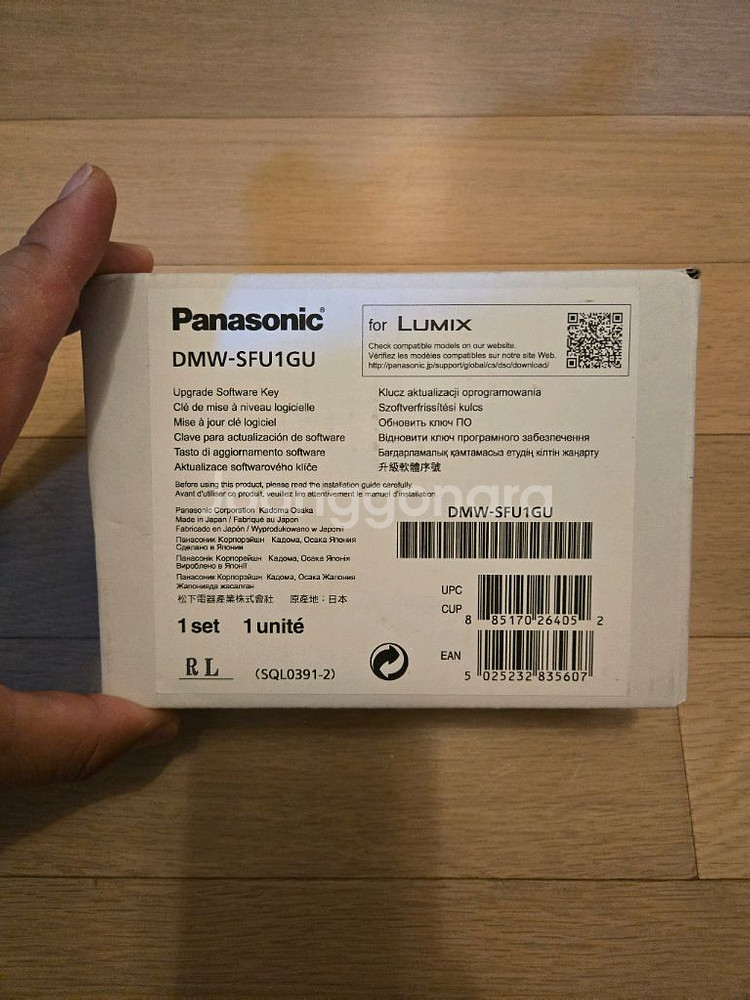 Panasonic®
DMW-SFU1GU
for LUMIX
Check compatible models on our website.
Vérifiez les modèles compatibles sur notre site Web.
http://panasonic.jp/support/global/cs/dsc/download/
Upgrade Software Key
Clé de mise à niveau logicielle
Mise à jour clé logiciel
Clave para actualización de software
Tasto di aggiornamento software
Aktualizace softwarového klíče
Klucz aktualizacji oprogramowania
Szoftverfrissítési kulcs
Обновить ключ ПО
Відновити ключ програмного забезпечення
Бағдарламалық қамтамасыз етудің кілтін жаңарту
升級軟體序號
Before using this product, please read the installation guide carefully.
Avant d'utiliser ce produit, veuillez lire attentivement le manuel d'installation.
Joonggonara
Panasonic Corporation Kadoma Osaka
Made in Japan / Fabriqué au Japon
Fabricado en Japón / Wyprodukowano w Japonii
Панасоник Корпорэйшн Кадома, Осака Япония
Сделано в Японии
Панасонік Корпорейшн Кадома, Осака Японія
Вироблено в Японії
Панасоник Корпорэйшн Кадома, Осака Жапония
Жапонияда жасалған
松下電器產業株式會社 原產地：日本
1 set 1 unité
RL
(SQL0391-2)
DMW-SFU1GU
UPC
CUP
8 85170 26405 2
EAN
5 025232 835607